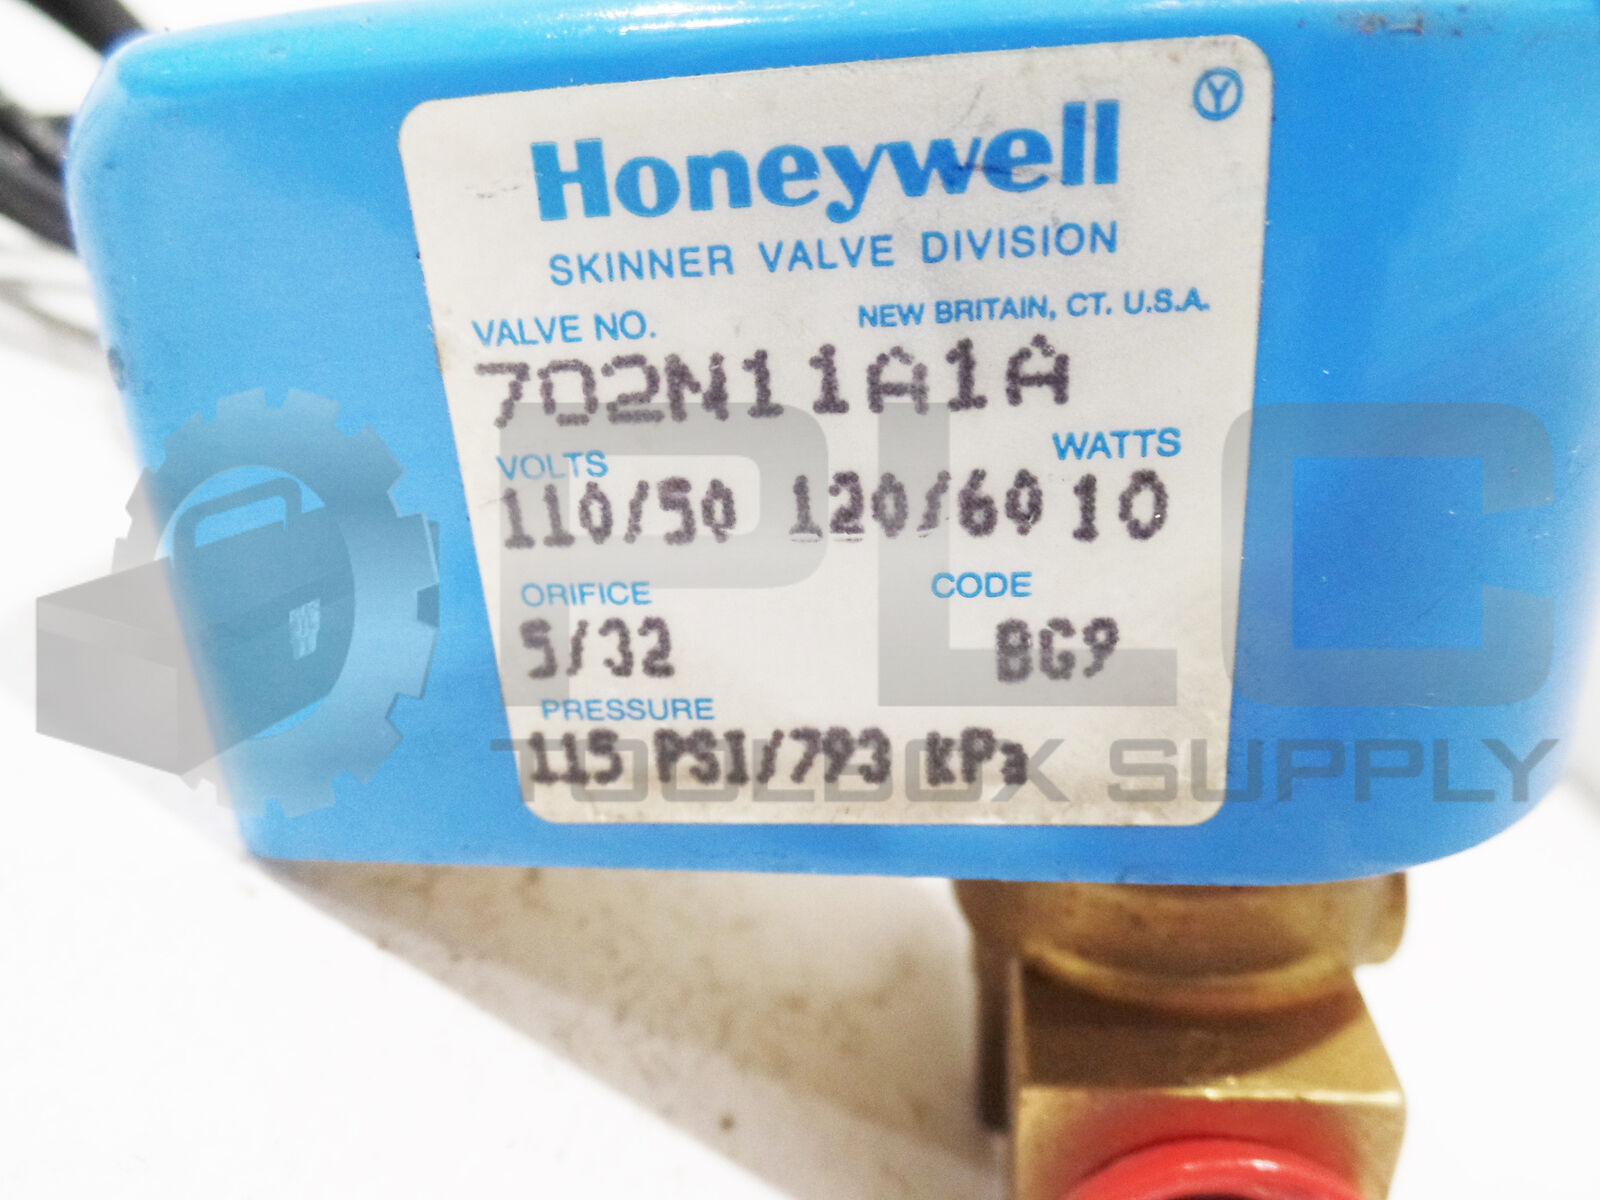 Y
Honeywell
SKINNER VALVE DIVISION
VALVE NO. NEW BRITAIN, CT. U.S.A.
702N11A1A
VOLTS WATTS
110/50 120/60 10
ORIFICE CODE
5/32 BG9
PRESSURE
115 PSI/793 kPa
PLC
TOOLBOX SUPPLY